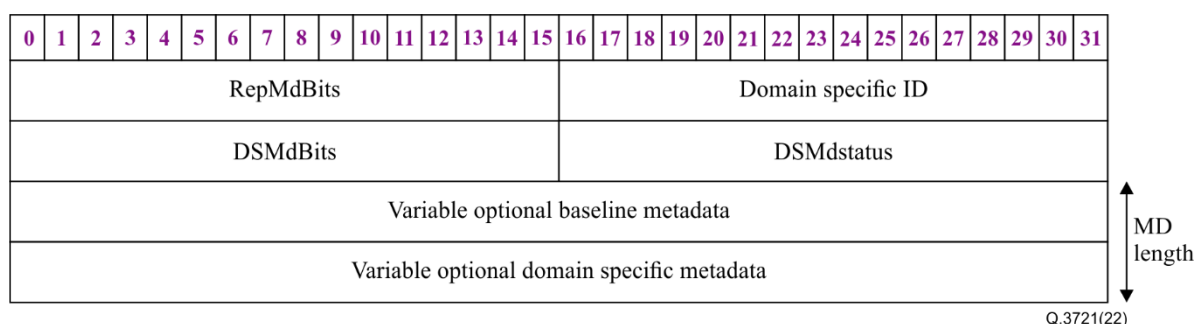 0 1 2 3 4 5 6 7 8 9 10 11 12 13 14 15 16 17 18 19 20 21 22 23 24 25 26 27 28 29 30 31
RepMdBits Domain specific ID
DSMdBits DSMdstatus
Variable optional baseline metadata
Variable optional domain specific metadata
MD
length
Q.3721(22)